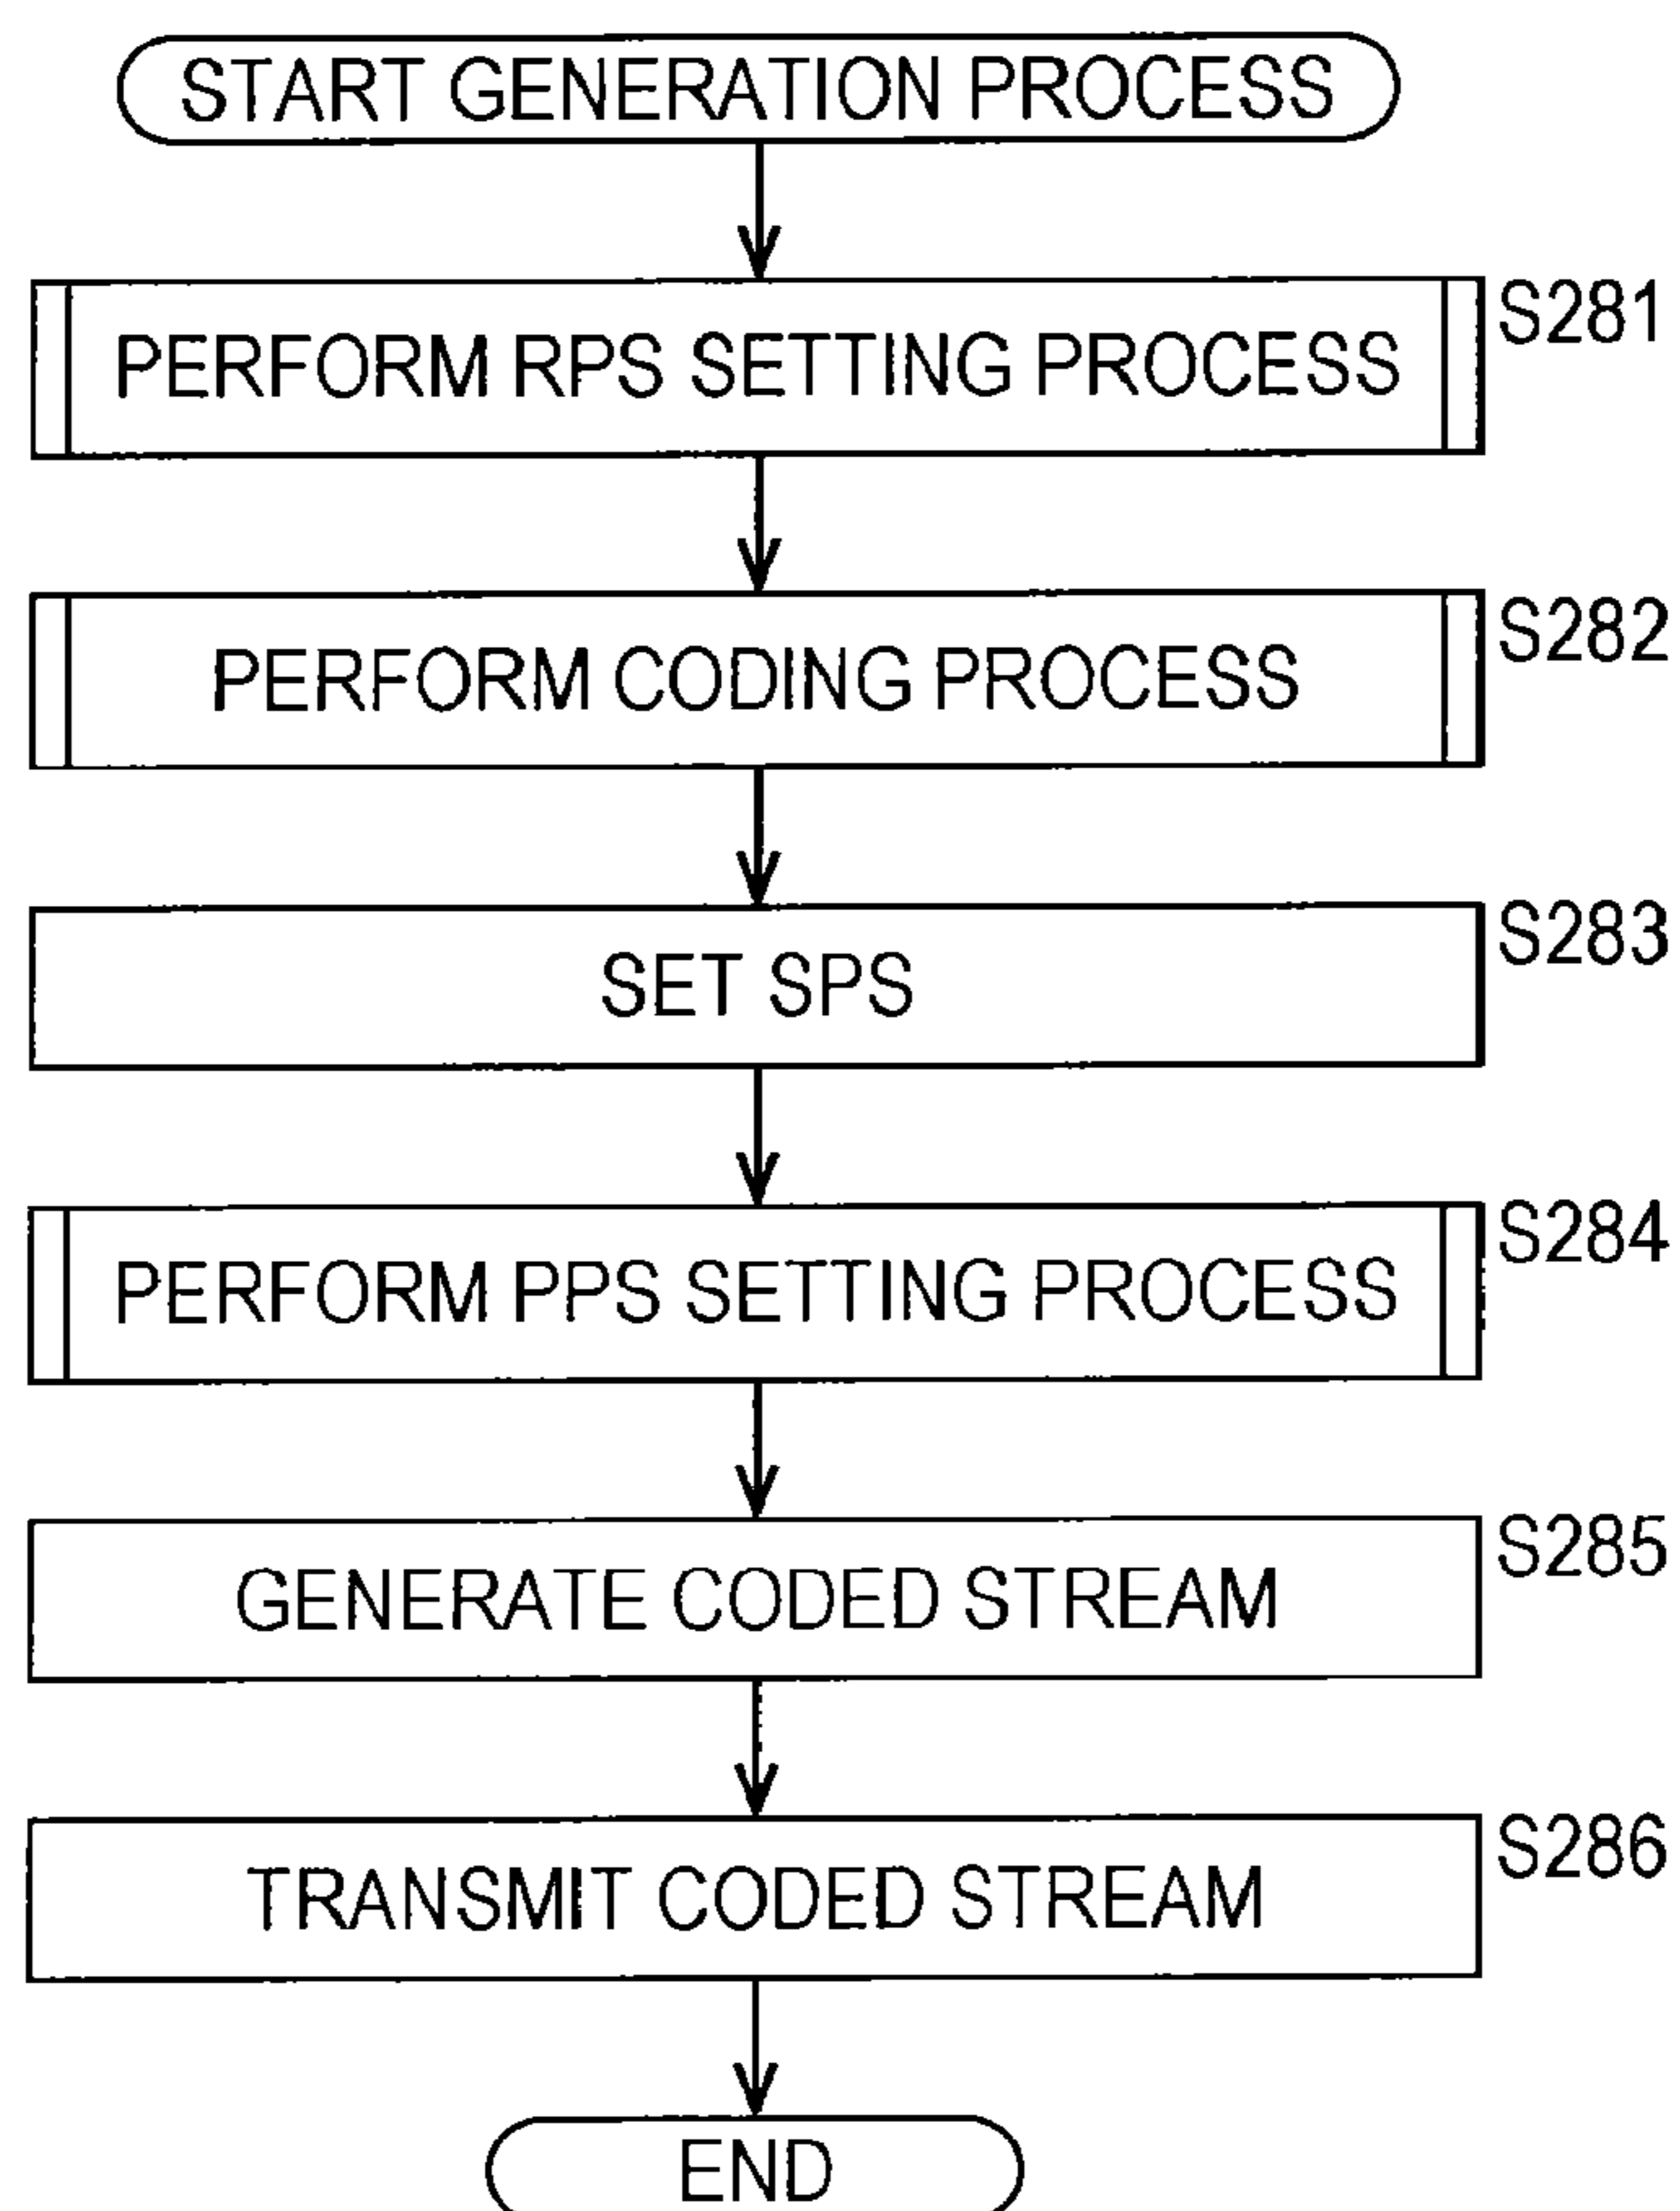 START GENERATION PROCESS
S281
PERFORM RPS SETTING PROCESS
S282
PERFORM CODING PROCESS
S283
SET SPS
S284
PERFORM PPS SETTING PROCESS
S285
GENERATE CODED STREAM
S286
TRANSMIT CODED STREAM
END